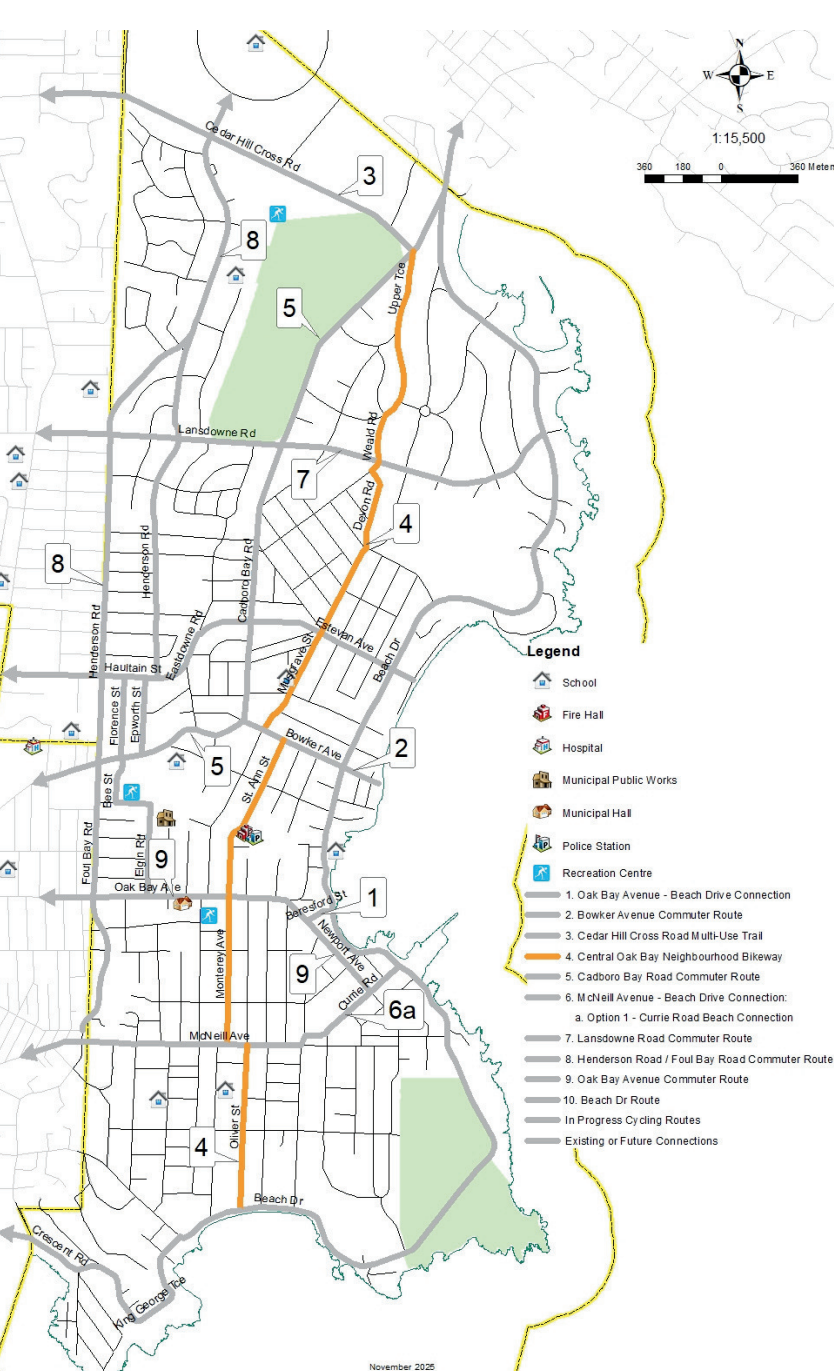 N
W E
S
1:15,500
360 180 0 360 Meters
Cedar Hill Cross Rd
3
8
Upper Tce
5
Lansdowne Rd
Weald Rd
7
Devon Rd
4
8
Henderson Rd
Cadboro Bay Rd
Henderson Rd
Eastdowne Rd
Estevan Ave
Musgrave St
Beach Dr
Haultain St
Florence St
Epworth St
Bowker Ave
5
2
St. Ann St
Bee St
Foul Bay Rd
Elgin Rd
9
Oak Bay Ave
Beresford St
1
Newport Ave
Monterey Ave
9
Currie Rd
6a
McNeill Ave
Oliver St
4
Beach Dr
Crescent Rd
King George Tce
Legend
School
Fire Hall
Hospital
Municipal Public Works
Municipal Hall
Police Station
Recreation Centre
1. Oak Bay Avenue - Beach Drive Connection
2. Bowker Avenue Commuter Route
3. Cedar Hill Cross Road Multi-Use Trail
4. Central Oak Bay Neighbourhood Bikeway
5. Cadboro Bay Road Commuter Route
6. McNeill Avenue - Beach Drive Connection:
a. Option 1 - Currie Road Beach Connection
7. Lansdowne Road Commuter Route
8. Henderson Road / Foul Bay Road Commuter Route
9. Oak Bay Avenue Commuter Route
10. Beach Dr Route
In Progress Cycling Routes
Existing or Future Connections
November 2025